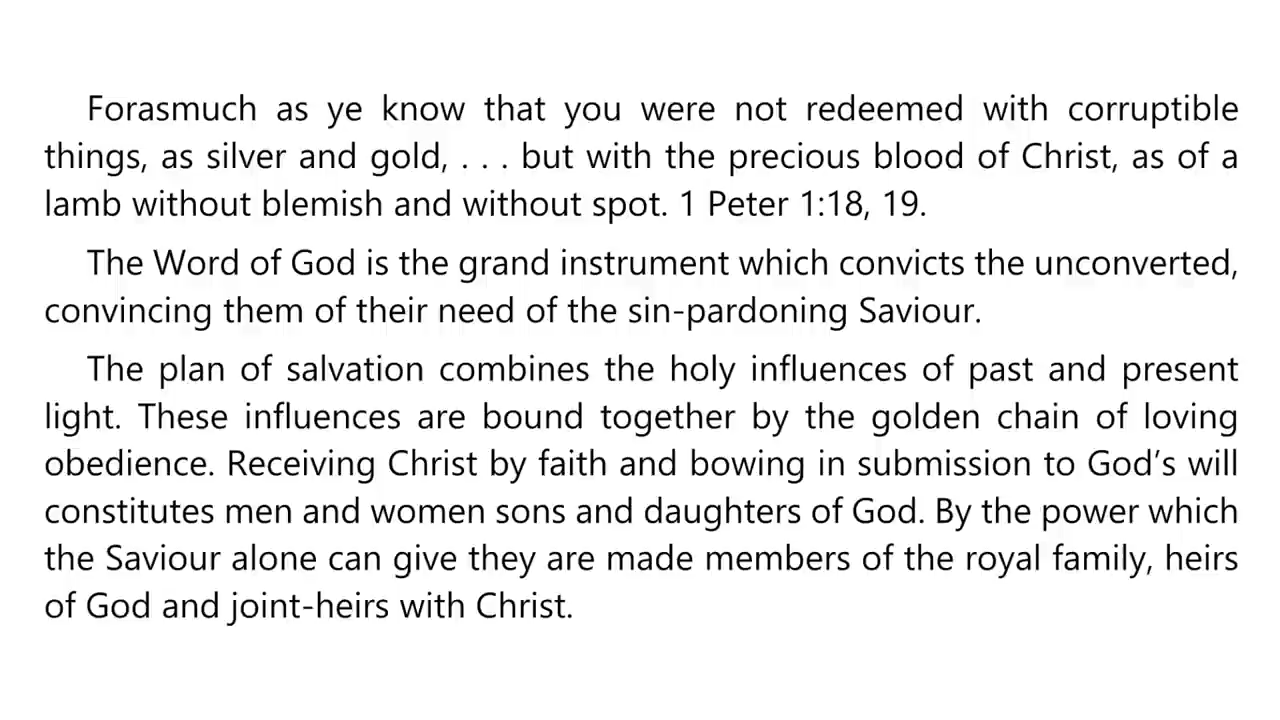 Forasmuch as ye know that you were not redeemed with corruptible
things, as silver and gold, . . . but with the precious blood of Christ, as of a
lamb without blemish and without spot. 1 Peter 1:18, 19.
The Word of God is the grand instrument which convicts the unconverted,
convincing them of their need of the sin-pardoning Saviour.
The plan of salvation combines the holy influences of past and present
light. These influences are bound together by the golden chain of loving
obedience. Receiving Christ by faith and bowing in submission to God’s will
constitutes men and women sons and daughters of God. By the power which
the Saviour alone can give they are made members of the royal family, heirs
of God and joint-heirs with Christ.